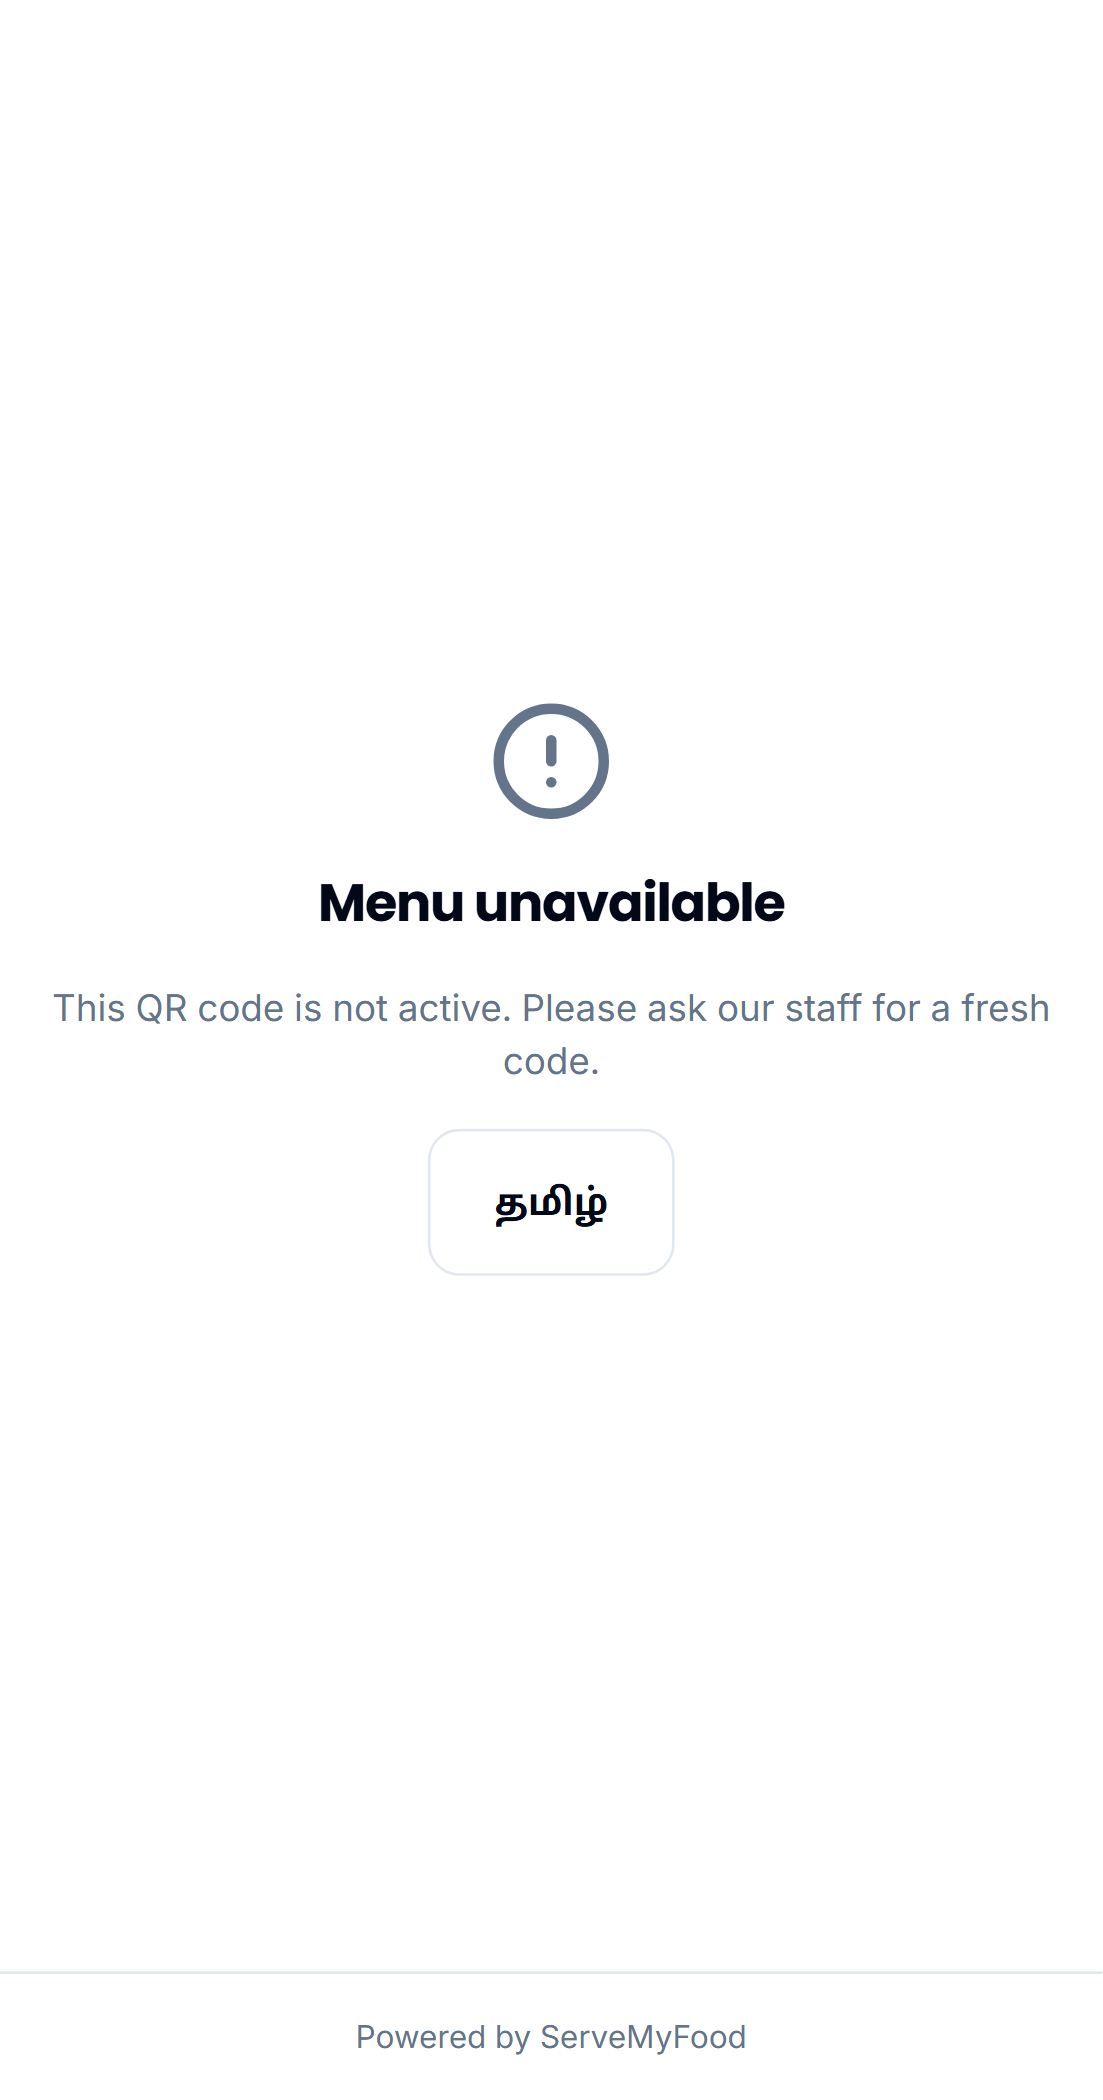 Menu unavailable
This QR code is not active. Please ask our staff for a fresh
code.
தமிழ்
Powered by ServeMyFood